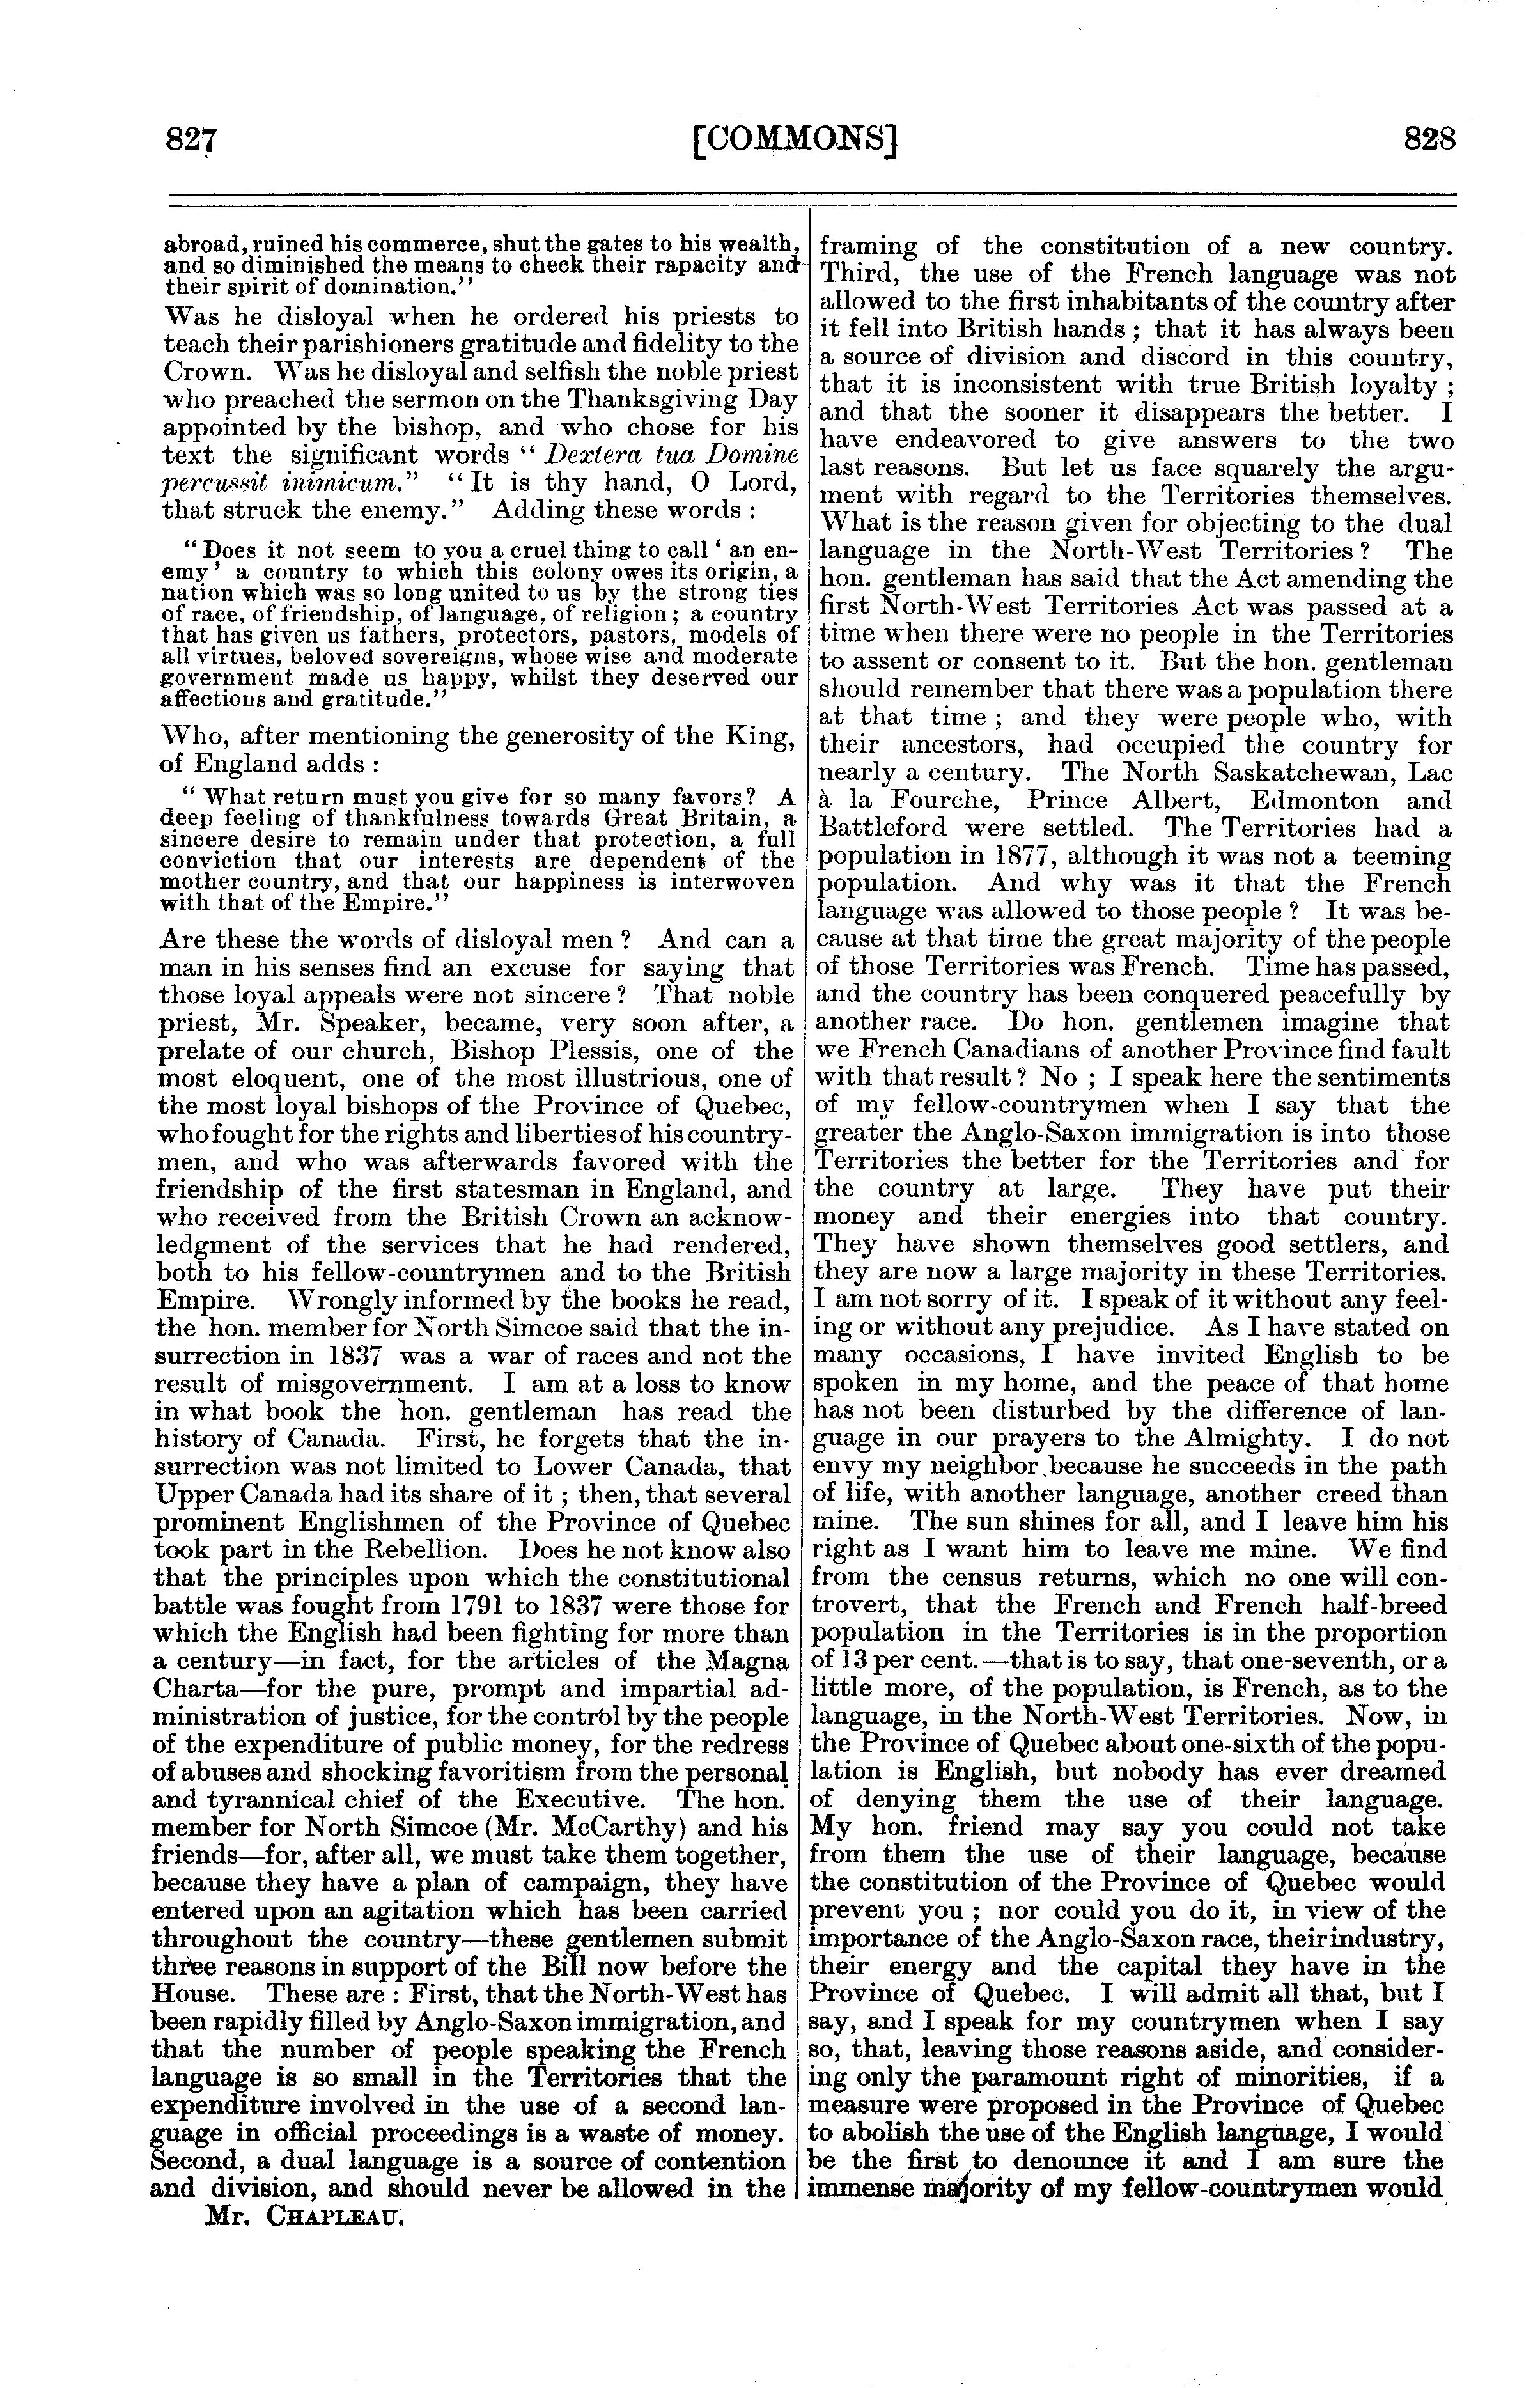 827
[COMMONS]
828
abroad, ruined his commerce, shut the gates to his wealth,
and so diminished the means to check their rapacity and
their spirit of domination."
Was he disloyal when he ordered his priests to
teach their parishioners gratitude and fidelity to the
Crown. Was he disloyal and selfish the noble priest
who preached the sermon on the Thanksgiving Day
appointed by the bishop, and who chose for his
text the significant words "Dextera tua Domine
percussit inimicum." "It is thy hand, O Lord,
that struck the enemy." Adding these words :
"Does it not seem to you a cruel thing to call 'an en-
emy' a country to which this colony owes its origin, a
nation which was so long united to us by the strong ties
of race, of friendship, of language, of religion ; a country
that has given us fathers, protectors, pastors, models of
all virtues, beloved sovereigns, whose wise and moderate
government made us happy, whilst they deserved our
affections and gratitude."
Who, after mentioning the generosity of the King,
of England adds :
"What return must you give for so many favors? A
deep feeling of thankfulness towards Great Britain, a
sincere desire to remain under that protection, a full
conviction that our interests are dependent of the
mother country, and that our happiness is interwoven
with that of the Empire."
Are these the words of disloyal men ? And can a
man in his senses find an excuse for saying that
those loyal appeals were not sincere ? That noble
priest, Mr. Speaker, became, very soon after, a
prelate of our church, Bishop Plessis, one of the
most eloquent, one of the most illustrious, one of
the most loyal bishops of the Province of Quebec,
who fought for the rights and liberties of his country-
men, and who was afterwards favored with the
friendship of the first statesman in England, and
who received from the British Crown an acknow-
ledgment of the services that he had rendered,
both to his fellow-countrymen and to the British
Empire. Wrongly informed by the books he read,
the hon. member for North Simcoe said that the in-
surrection in 1837 was a war of races and not the
result of misgovernment. I am at a loss to know
in what book the hon. gentleman has read the
history of Canada. First, he forgets that the in-
surrection was not limited to Lower Canada, that
Upper Canada had its share of it ; then, that several
prominent Englishmen of the Province of Quebec
took part in the Rebellion. Does he not know also
that the principles upon which the constitutional
battle was fought from 1791 to 1837 were those for
which the English had been fighting for more than
a century—in fact, for the articles of the Magna
Charta—for the pure, prompt and impartial ad-
ministration of justice, for the control by the people
of the expenditure of public money, for the redress
of abuses and shocking favoritism from the personal
and tyrannical chief of the Executive. The hon.
member for North Simcoe (Mr. McCarthy) and his
friends—for, after all, we must take them together,
because they have a plan of campaign, they have
entered upon an agitation which has been carried
throughout the country—these gentlemen submit
three reasons in support of the Bill now before the
House. These are : First, that the North-West has
been rapidly filled by Anglo-Saxon immigration, and
that the number of people speaking the French
language is so small in the Territories that the
expenditure involved in the use of a second lan-
guage in official proceedings is a waste of money.
Second, a dual language is a source of contention
and division, and should never be allowed in the
Mr. CHAPLEAU.
framing of the constitution of a new country.
Third, the use of the French language was not
allowed to the first inhabitants of the country after
it fell into British hands ; that it has always been
a source of division and discord in this country,
that it is inconsistent with true British loyalty ;
and that the sooner it disappears the better. I
have endeavored to give answers to the two
last reasons. But let us face squarely the argu-
ment with regard to the Territories themselves.
What is the reason given for objecting to the dual
language in the North-West Territories ? The
hon. gentleman has said that the Act amending the
first North-West Territories Act was passed at a
time when there were no people in the Territories
to assent or consent to it. But the hon. gentleman
should remember that there was a population there
at that time ; and they were people who, with
their ancestors, had occupied the country for
nearly a century. The North Saskatchewan, Lac
à la Fourche, Prince Albert, Edmonton and
Battleford were settled. The Territories had a
population in 1877, although it was not a teeming
population. And why was it that the French
language was allowed to those people ? It was be-
cause at that time the great majority of the people
of those Territories was French. Time has passed,
and the country has been conquered peacefully by
another race. Do hon. gentlemen imagine that
we French Canadians of another Province find fault
with that result ? No ; I speak here the sentiments
of my fellow-countrymen when I say that the
greater the Anglo-Saxon immigration is into those
Territories the better for the Territories and for
the country at large. They have put their
money and their energies into that country.
They have shown themselves good settlers, and
they are now a large majority in these Territories.
I am not sorry of it. I speak of it without any feel-
ing or without any prejudice. As I have stated on
many occasions, I have invited English to be
spoken in my home, and the peace of that home
has not been disturbed by the difference of lan-
guage in our prayers to the Almighty. I do not
envy my neighbor because he succeeds in the path
of life, with another language, another creed than
mine. The sun shines for all, and I leave him his
right as I want him to leave me mine. We find
from the census returns, which no one will con-
trovert, that the French and French half-breed
population in the Territories is in the proportion
of 13 per cent.—that is to say, that one-seventh, or a
little more, of the population, is French, as to the
language, in the North-West Territories. Now, in
the Province of Quebec about one-sixth of the popu-
lation is English, but nobody has ever dreamed
of denying them the use of their language.
My hon. friend may say you could not take
from them the use of their language, because
the constitution of the Province of Quebec would
prevent you ; nor could you do it, in view of the
importance of the Anglo-Saxon race, their industry,
their energy and the capital they have in the
Province of Quebec. I will admit all that, but I
say, and I speak for my countrymen when I say
so, that, leaving those reasons aside, and consider-
ing only the paramount right of minorities, if a
measure were proposed in the Province of Quebec
to abolish the use of the English language, I would
be the first to denounce it and I am sure the
immense majority of my fellow-countrymen would